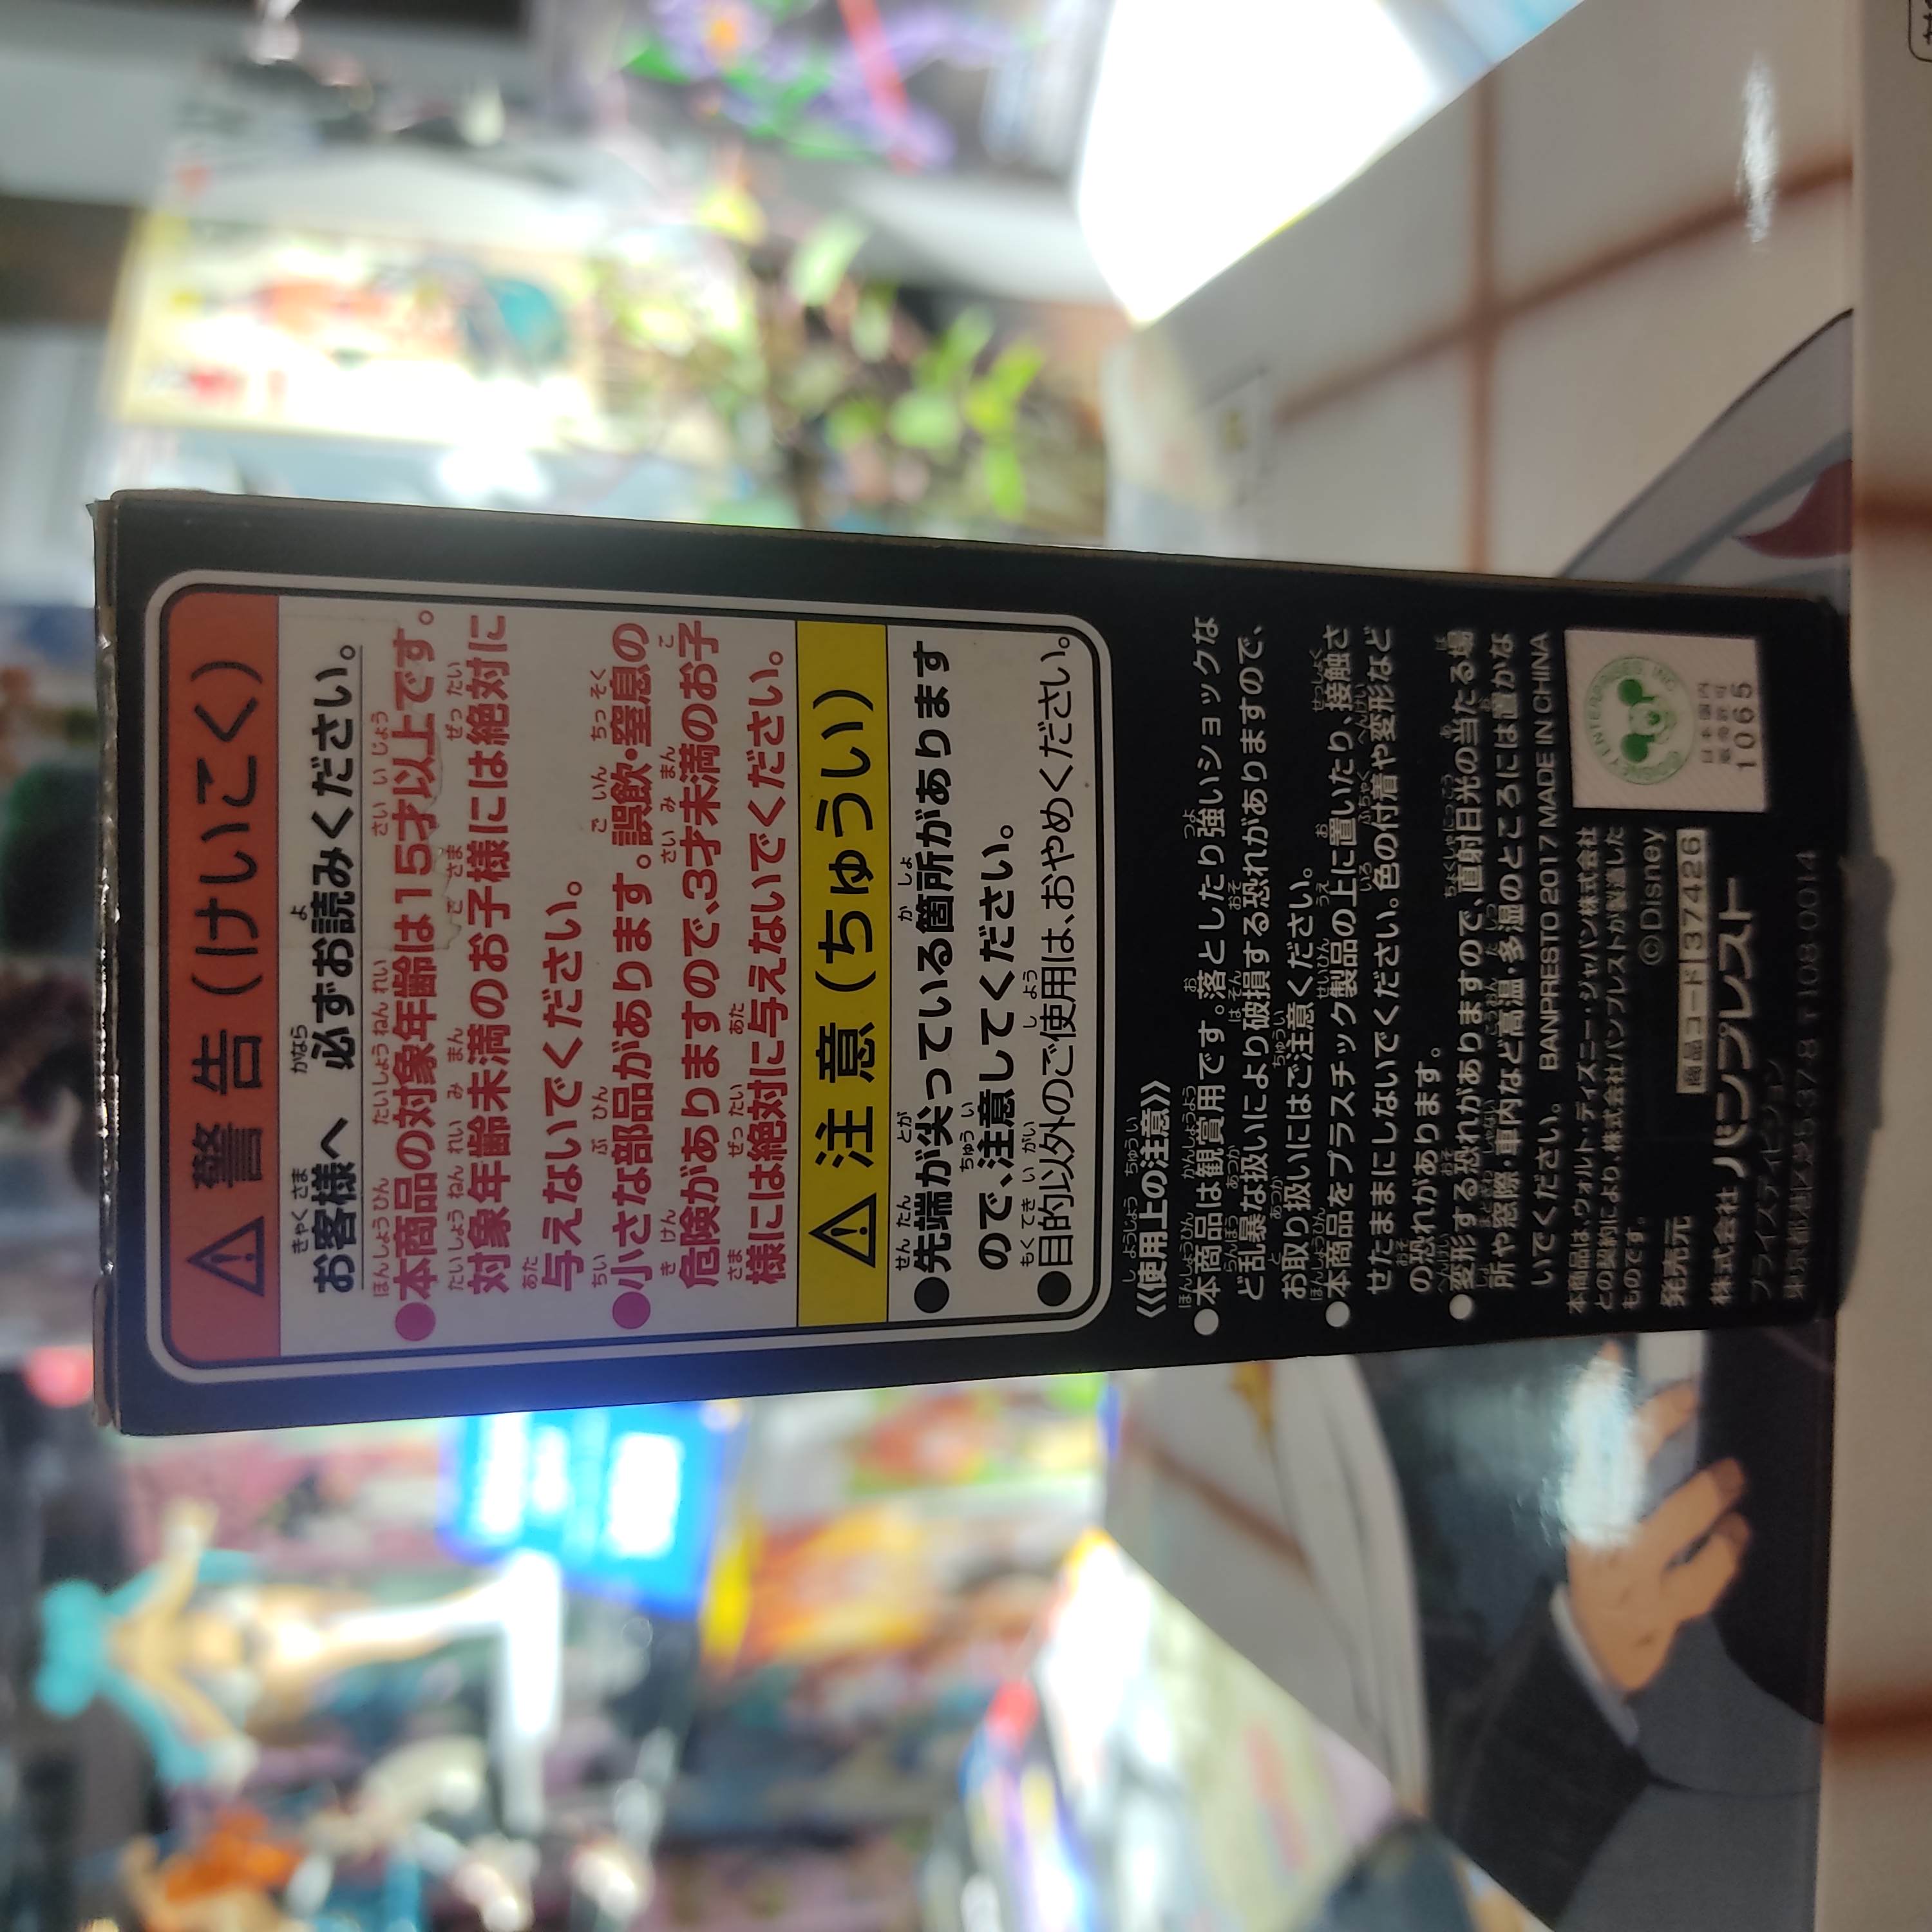 警告(けいこく)
お客様へ 必ずお読みください。
●本商品の対象年齢は15才以上です。
対象年齢未満のお子様には絶対に
与えないでください。
●小さな部品があります。誤飲・窒息の
危険がありますので、3才未満のお子
様には絶対に与えないでください。
注意(ちゅうい)
●先端が尖っている箇所があります
ので、注意してください。
●目的以外のご使用は、おやめください。
《使用上の注意》
●本商品は観賞用です。落としたり強いショックな
ど乱暴な扱いにより破損する恐れがありますので、
お取り扱いにはご注意ください。
●本商品をプラスチック製品の上に置いたり、接触さ
せたままにしないでください。色の付着や変形など
の恐れがあります。
●変形する恐れがありますので、直射日光の当たる場
所や窓際・車内など高温・多湿のところには置かな
いでください。 BANPRESTO 2017 MADE IN CHINA
本商品は、ウォルト・ディズニー・ジャパン株式会社
との契約により、株式会社バンプレストが製造した
ものです。
©Disney
発売元
商品コード 37426
株式会社 バンプレスト
DISNEY ENTERPRISES INC
日本国内
販売許可
1065